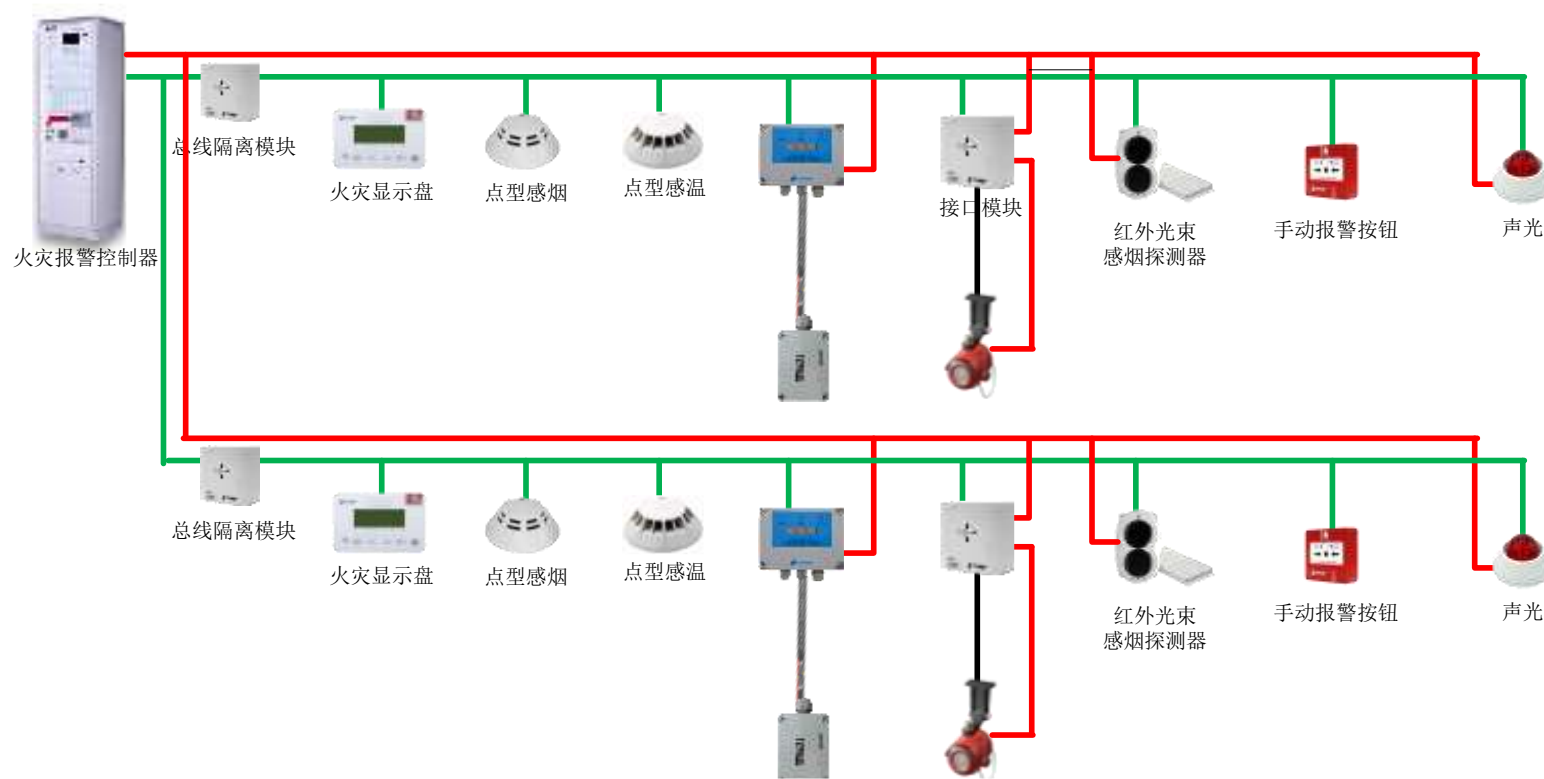 火灾报警控制器
总线隔离模块
火灾显示盘
点型感烟
点型感温
接口模块
红外光束
感烟探测器
手动报警按钮
声光
总线隔离模块
火灾显示盘
点型感烟
点型感温
红外光束
感烟探测器
手动报警按钮
声光